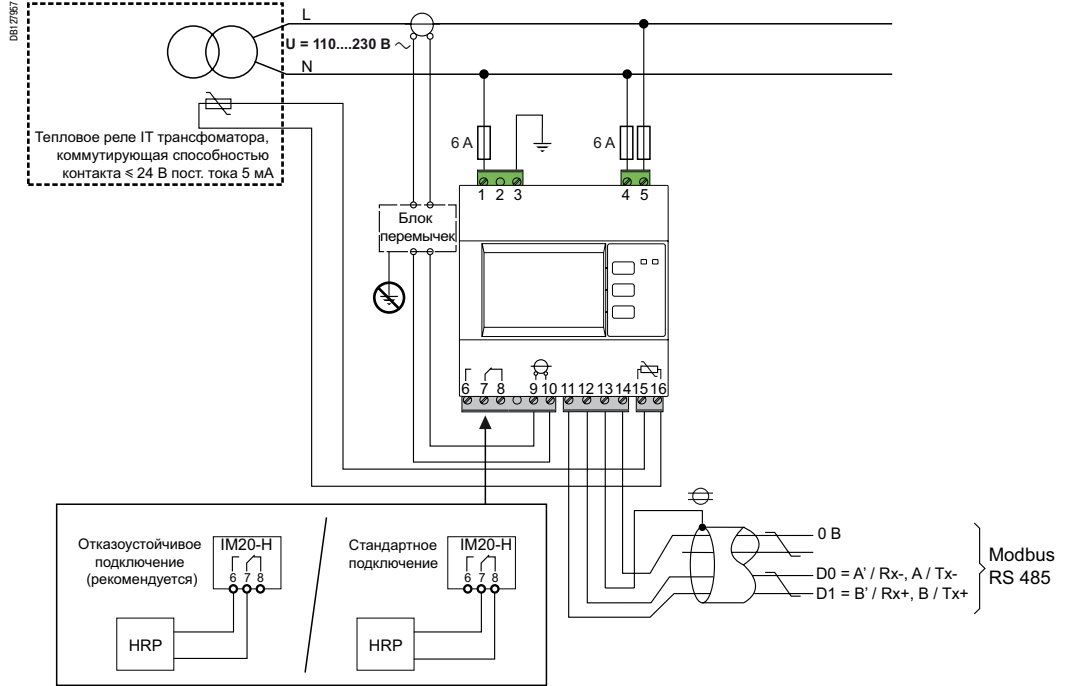 DB127957
L
U = 110....230 В ~
N
Тепловое реле IT трансфоматора,
коммутирующая способностью
контакта ≤ 24 В пост. тока 5 мА
6 A
6 A
1 2 3
4 5
Блок
перемычек
6 7 8 9 10 11 12 13 14 15 16
Отказоустойчивое
подключение
(рекомендуется)
IM20-H
6 7 8
HRP
Стандартное
подключение
IM20-H
6 7 8
HRP
0 В
D0 = A' / Rx-, A / Tx-
D1 = B' / Rx+, B / Tx+
Modbus
RS 485